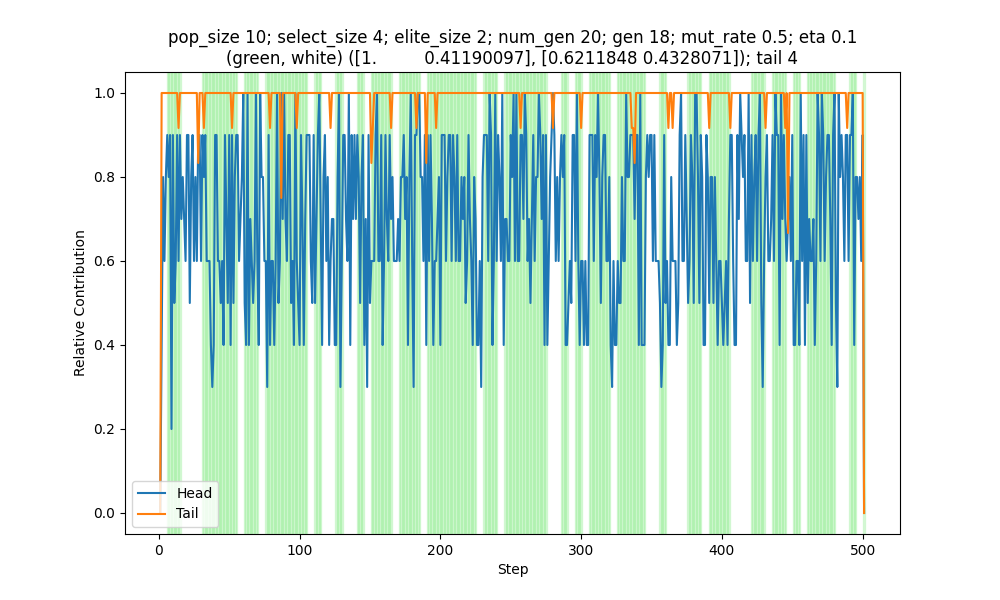 pop_size 10; select_size 4; elite_size 2; num_gen 20; gen 18; mut_rate 0.5; eta 0.1
(green, white) ([1.         0.41190097], [0.6211848 0.4328071]); tail 4
1.0
0.8
0.6
0.4
0.2
0.0
Relative Contribution
Head
Tail
0
100
200
300
400
500
Step